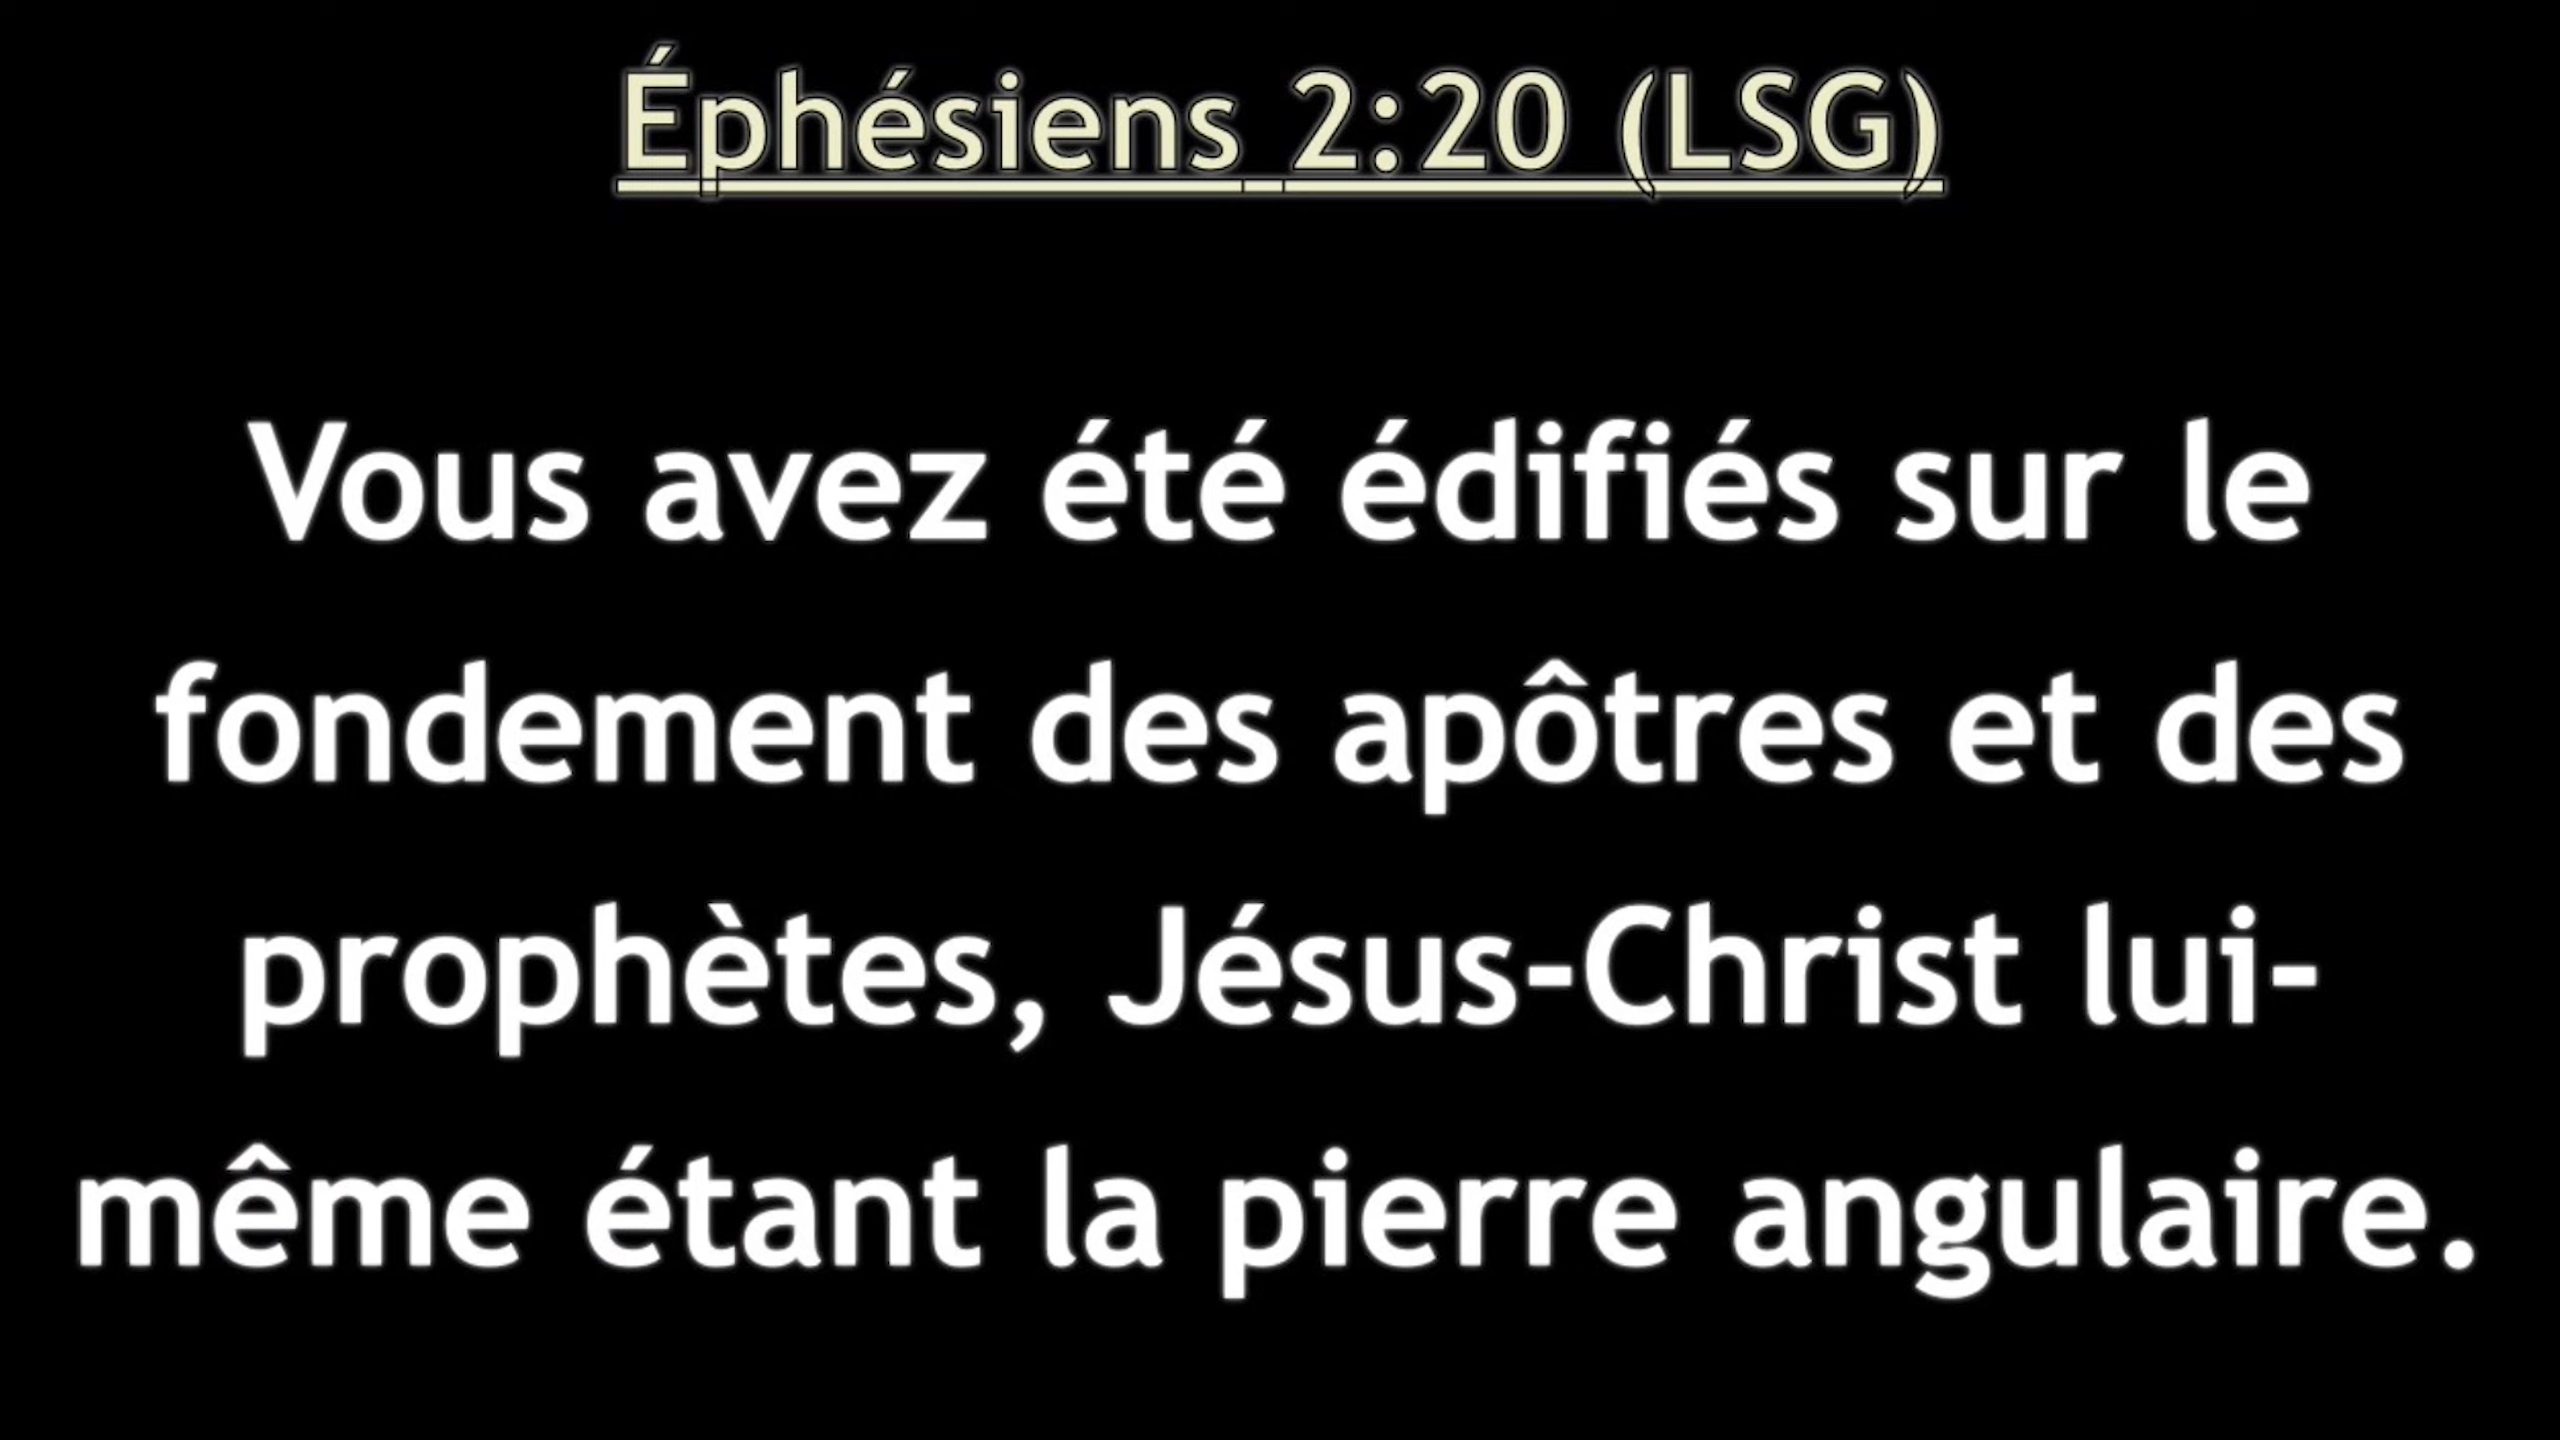 Éphésiens 2:20 (LSG)
Vous avez été édifiés sur le
fondement des apôtres et des
prophètes, Jésus-Christ lui-
même étant la pierre angulaire.